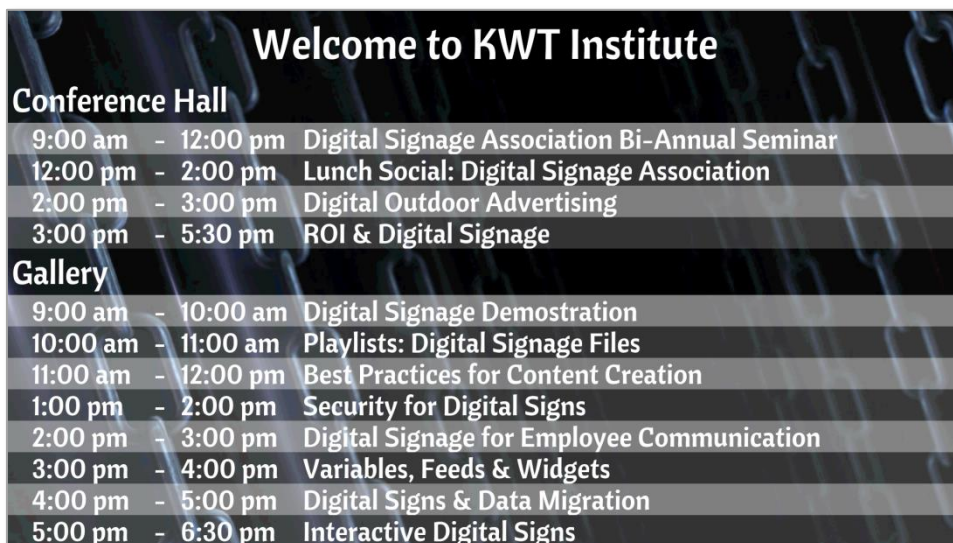 Welcome to KWT Institute
Conference Hall
9:00 am - 12:00 pm Digital Signage Association Bi-Annual Seminar
12:00 pm - 2:00 pm Lunch Social: Digital Signage Association
2:00 pm - 3:00 pm Digital Outdoor Advertising
3:00 pm - 5:30 pm ROI & Digital Signage
Gallery
9:00 am - 10:00 am Digital Signage Demostration
10:00 am - 11:00 am Playlists: Digital Signage Files
11:00 am - 12:00 pm Best Practices for Content Creation
1:00 pm - 2:00 pm Security for Digital Signs
2:00 pm - 3:00 pm Digital Signage for Employee Communication
3:00 pm - 4:00 pm Variables, Feeds & Widgets
4:00 pm - 5:00 pm Digital Signs & Data Migration
5:00 pm - 6:30 pm Interactive Digital Signs